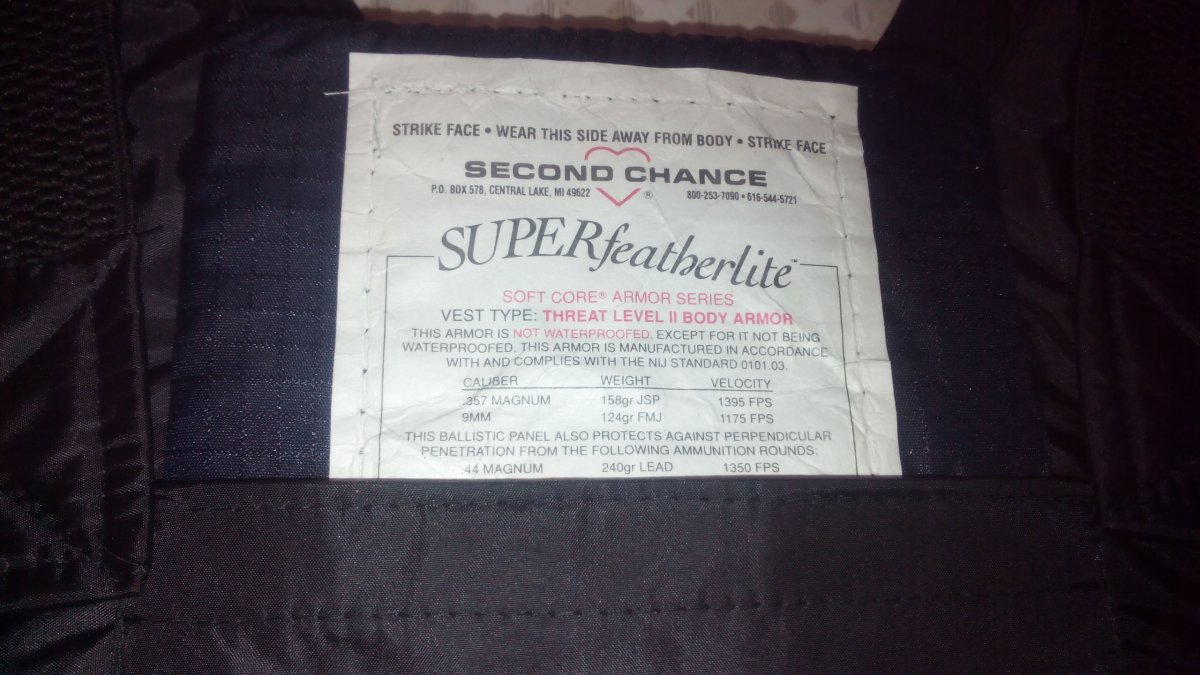 STRIKE FACE • WEAR THIS SIDE AWAY FROM BODY • STRIKE FACE
SECOND CHANCE
P.O. BOX 578, CENTRAL LAKE, MI 49622 ® 800-253-7090 • 616-544-5721
SUPERfeatherlite™
SOFT CORE® ARMOR SERIES
VEST TYPE: THREAT LEVEL II BODY ARMOR
THIS ARMOR IS NOT WATERPROOFED. EXCEPT FOR IT NOT BEING
WATERPROOFED, THIS ARMOR IS MANUFACTURED IN ACCORDANCE
WITH AND COMPLIES WITH THE NIJ STANDARD 0101.03.
CALIBER WEIGHT VELOCITY
.357 MAGNUM 158gr JSP 1395 FPS
9MM 124gr FMJ 1175 FPS
THIS BALLISTIC PANEL ALSO PROTECTS AGAINST PERPENDICULAR
PENETRATION FROM THE FOLLOWING AMMUNITION ROUNDS:
.44 MAGNUM 240gr LEAD 1350 FPS